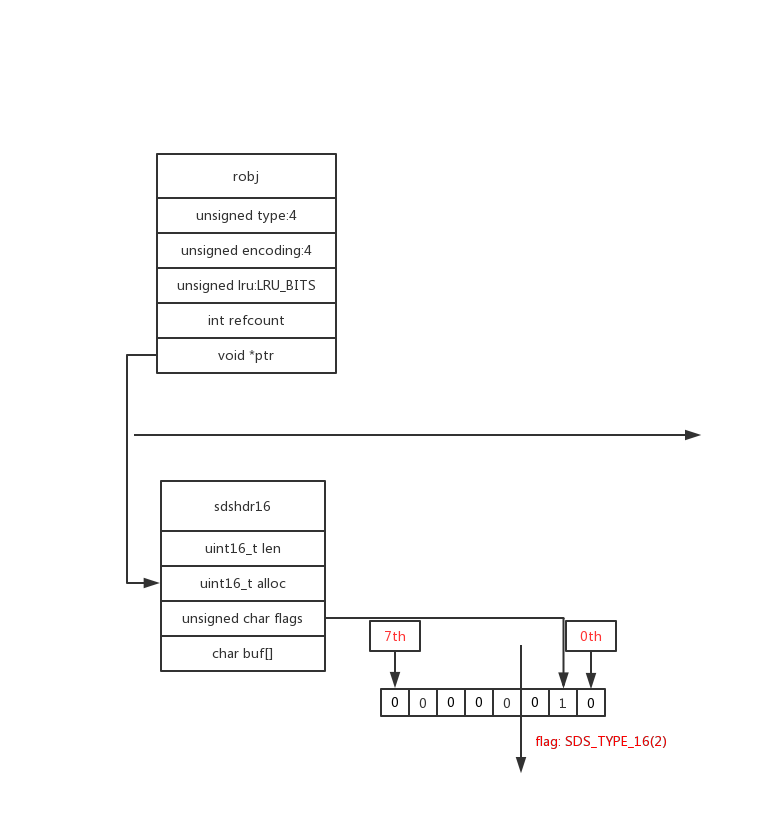 robj
unsigned type:4
unsigned encoding:4
unsigned lru:LRU_BITS
int refcount
void *ptr
sdshdr16
uint16_t len
uint16_t alloc
unsigned char flags
char buf[]
7th
0th
0 0 0 0 0 0 1 0
flag: SDS_TYPE_16(2)